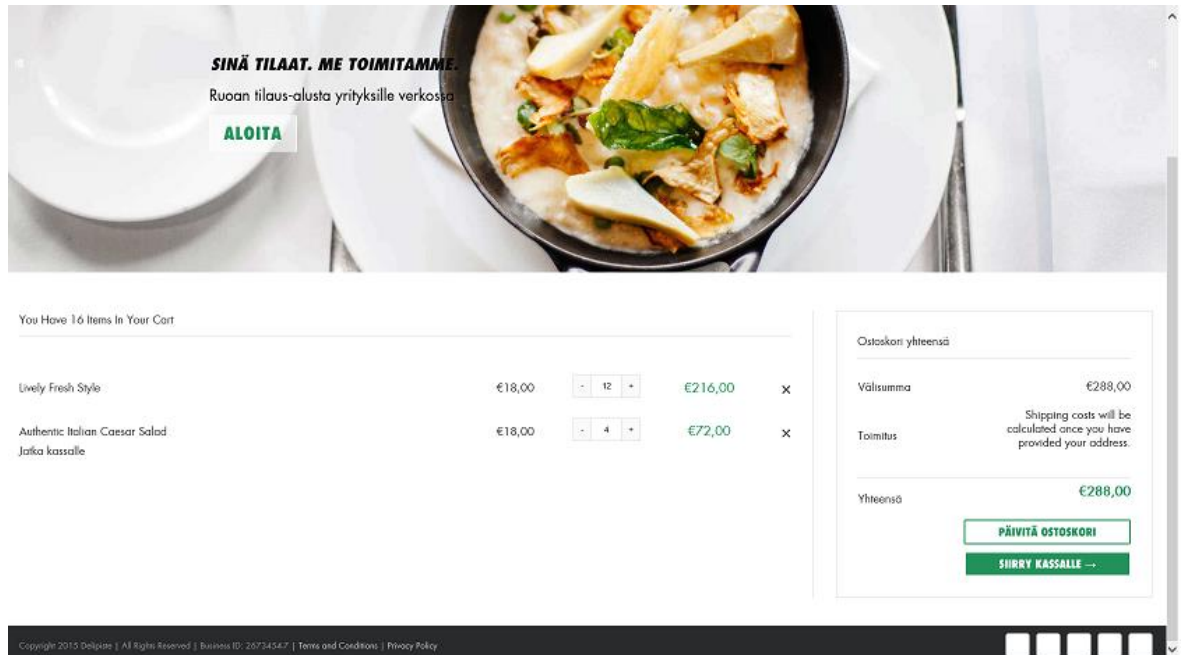 SINÄ TILAAT. ME TOIMITAMME.
Ruoan tilaus-alusta yrityksille verkossa
ALOITA
You Have 16 Items In Your Cart
Lively Fresh Style €18,00 - 12 + €216,00 ×
Authentic Italian Caesar Salad €18,00 - 4 + €72,00 ×
Jatka kassalle
Ostoskori yhteensä
Välisumma €288,00
Toimitus
Shipping costs will be
calculated once you have
provided your address.
Yhteensä €288,00
PÄIVITÄ OSTOSKORI
SIIRRY KASSALLE →
Copyright 2015 Delipiste | All Rights Reserved | Business ID: 2673454-7 | Terms and Conditions | Privacy Policy